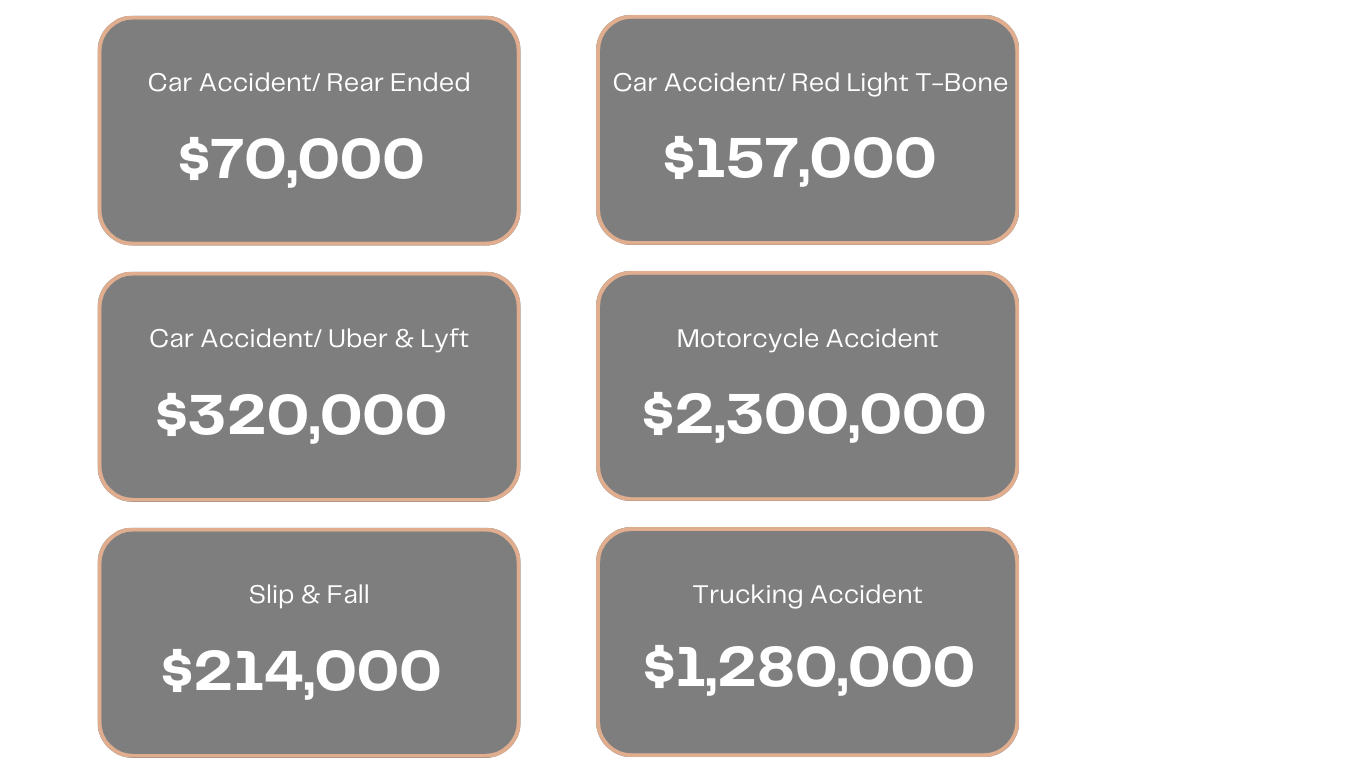 Car Accident/ Rear Ended
$70,000
Car Accident/ Red Light T-Bone
$157,000
Car Accident/ Uber & Lyft
$320,000
Motorcycle Accident
$2,300,000
Slip & Fall
$214,000
Trucking Accident
$1,280,000